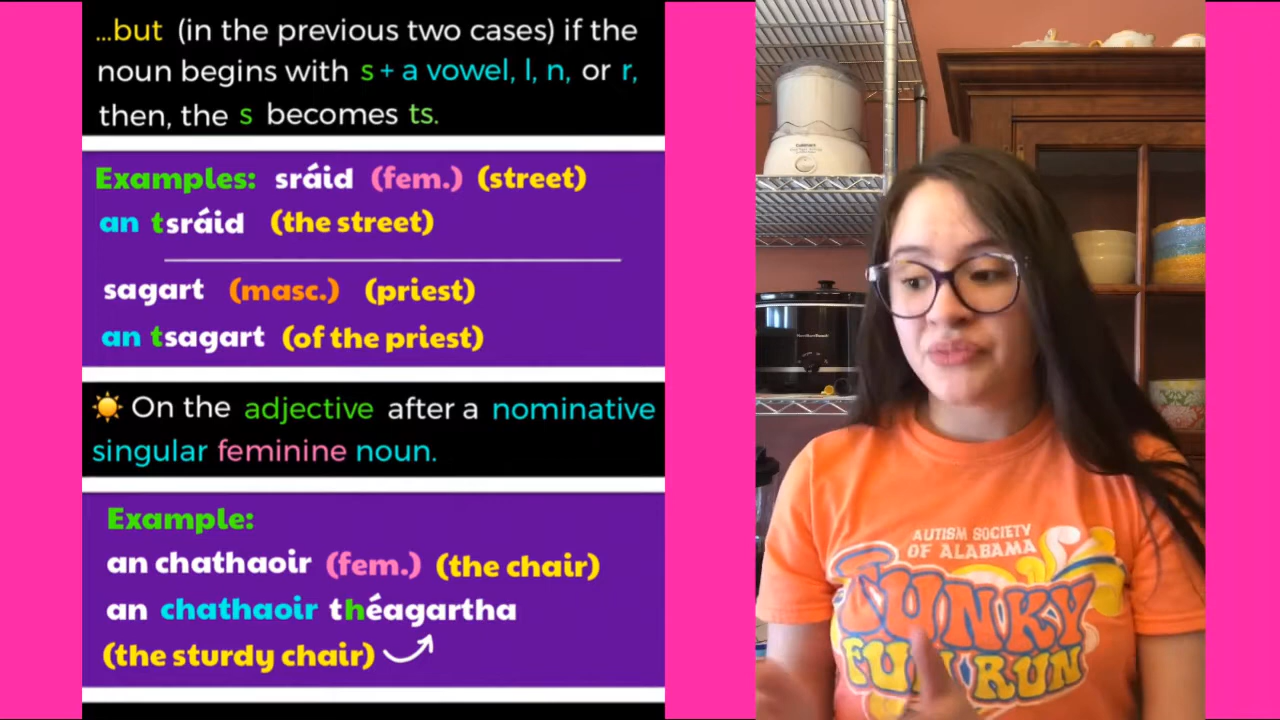 ...but (in the previous two cases) if the
noun begins with s + a vowel, l, n, or r,
then, the s becomes ts.
Examples: sráid (fem.) (street)
an tsráid (the street)
sagart (masc.) (priest)
an tsagart (of the priest)
On the adjective after a nominative
singular feminine noun.
Example:
an chathaoir (fem.) (the chair)
an chathaoir théagartha
(the sturdy chair)
AUTISM SOCIETY
OF ALABAMA
FUNKY
FUN RUN